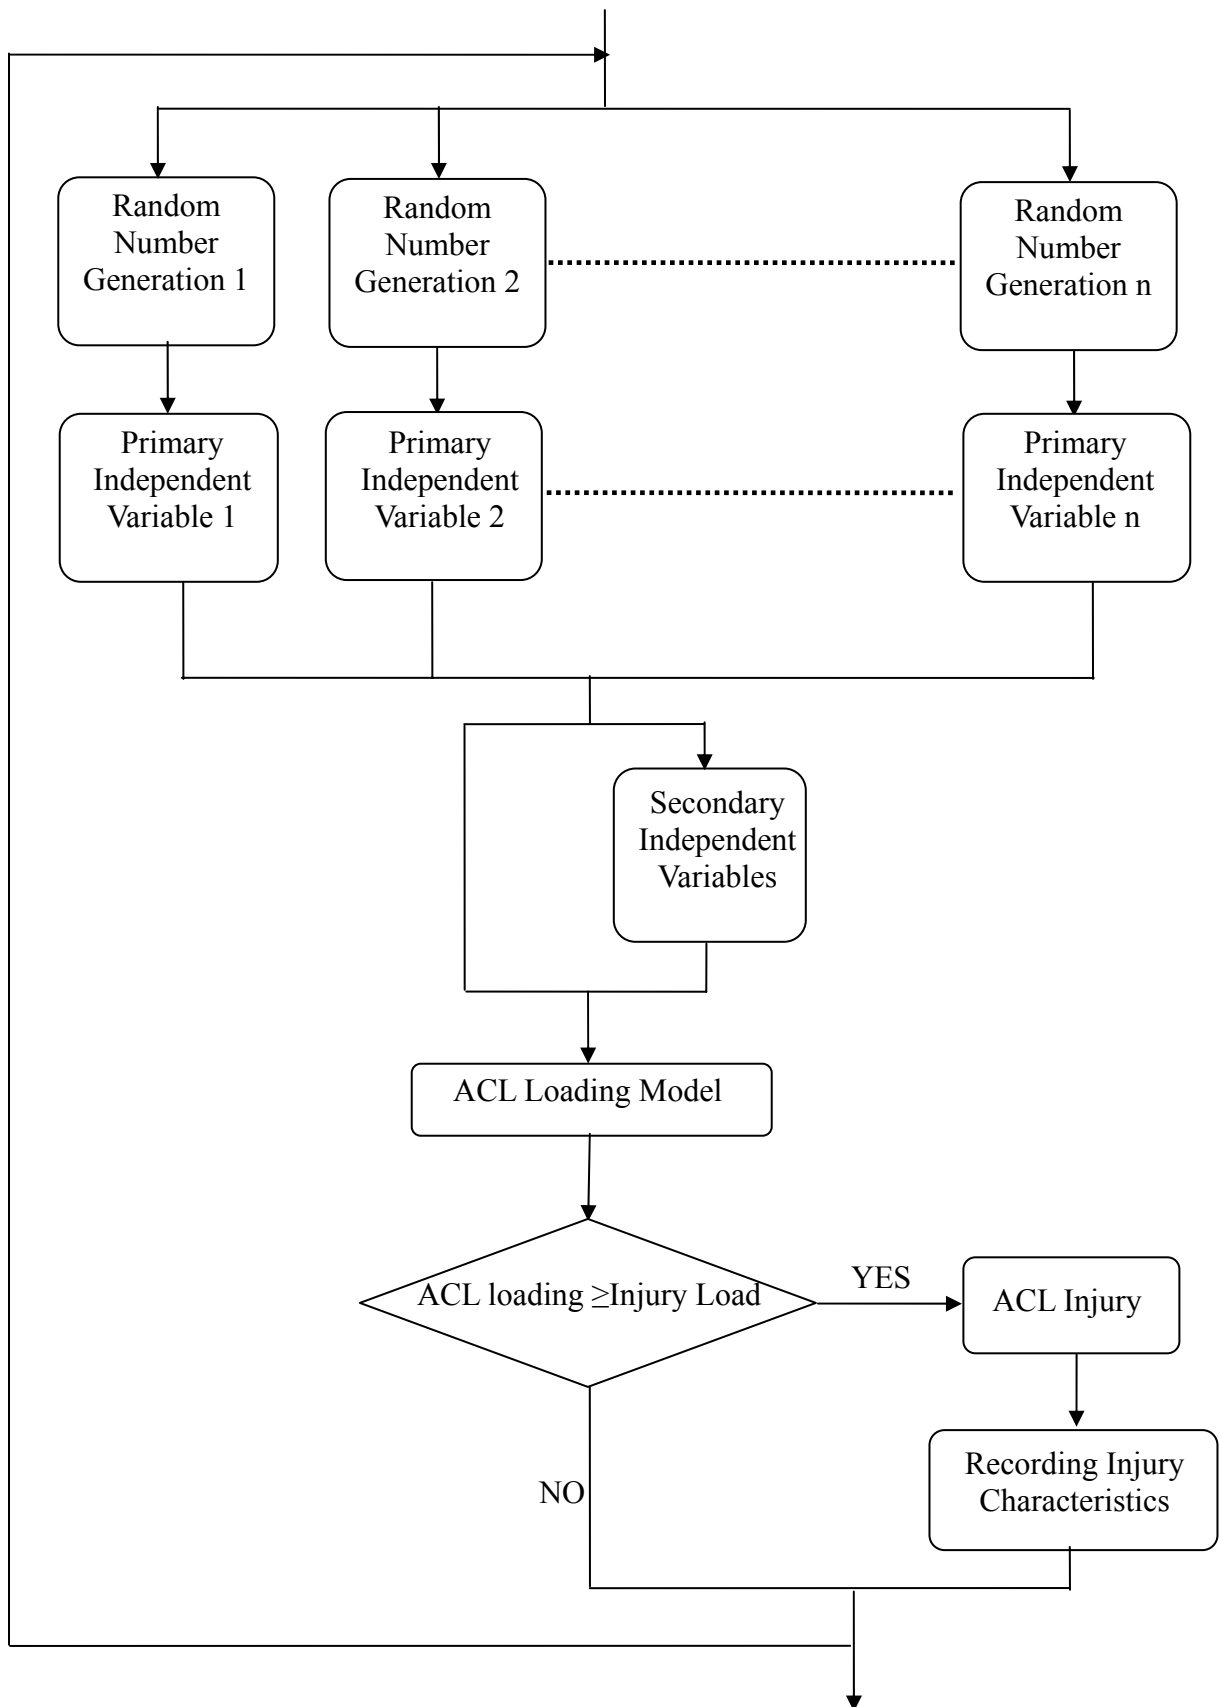 Random
Number
Generation 1
Random
Number
Generation 2
Random
Number
Generation n
Primary
Independent
Variable 1
Primary
Independent
Variable 2
Primary
Independent
Variable n
Secondary
Independent
Variables
ACL Loading Model
ACL loading ≥Injury Load
YES
ACL Injury
NO
Recording Injury
Characteristics